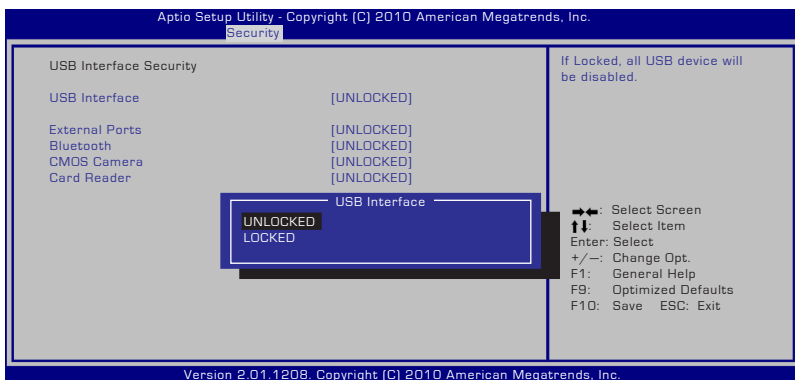 Aptio Setup Utility - Copyright (C) 2010 American Megatrends, Inc.
Security
USB Interface Security
USB Interface [UNLOCKED]
External Ports [UNLOCKED]
Bluetooth [UNLOCKED]
CMOS Camera [UNLOCKED]
Card Reader [UNLOCKED]
USB Interface
UNLOCKED
LOCKED
If Locked, all USB device will
be disabled.
→←: Select Screen
↑↓: Select Item
Enter: Select
+/—: Change Opt.
F1: General Help
F9: Optimized Defaults
F10: Save ESC: Exit
Version 2.01.1208. Copyright (C) 2010 American Megatrends, Inc.